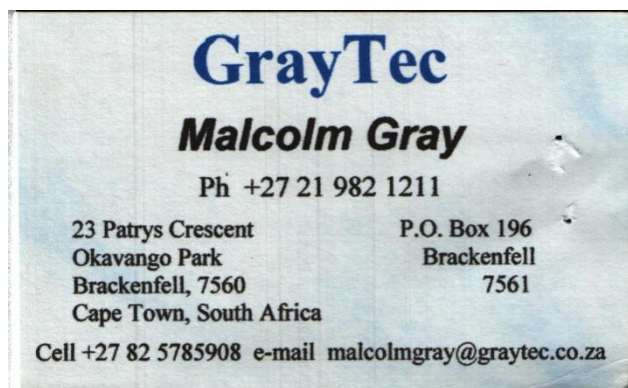 GrayTec
Malcolm Gray
Ph +27 21 982 1211
23 Patrys Crescent
Okavango Park
Brackenfell, 7560
Cape Town, South Africa
P.O. Box 196
Brackenfell
7561
Cell +27 82 5785908 e-mail malcolmgray@graytec.co.za